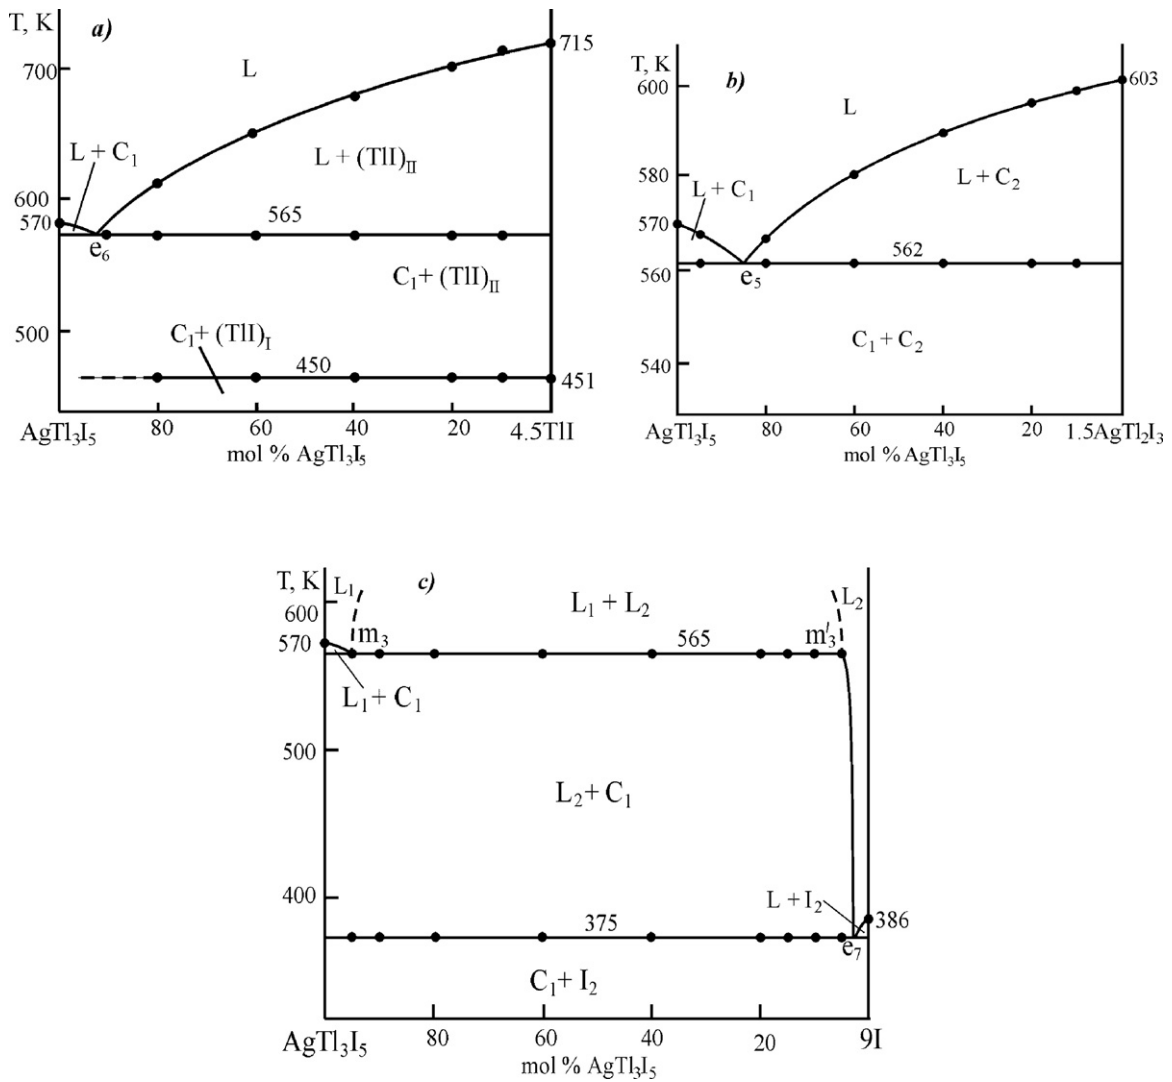 T, K
a)
715
L
700
L + C₁
L + (TlI)II
600
570
565
e₆
C₁ + (TlI)II
500
C₁ + (TlI)I
450
451
AgTl₃I₅ 80 60 40 20 4.5TlI
mol % AgTl₃I₅
T, K
b)
600
603
L
580
L + C₁
L + C₂
570
562
560
e₅
C₁ + C₂
540
AgTl₃I₅ 80 60 40 20 1.5AgTl₂I₃
mol % AgTl₃I₅
T, K
c)
L₁
L₂
600
L₁ + L₂
570
m₃
565
m′₃
L₁ + C₁
500
L₂ + C₁
400
L + I₂
386
375
e₇
C₁ + I₂
AgTl₃I₅ 80 60 40 20 9I
mol % AgTl₃I₅